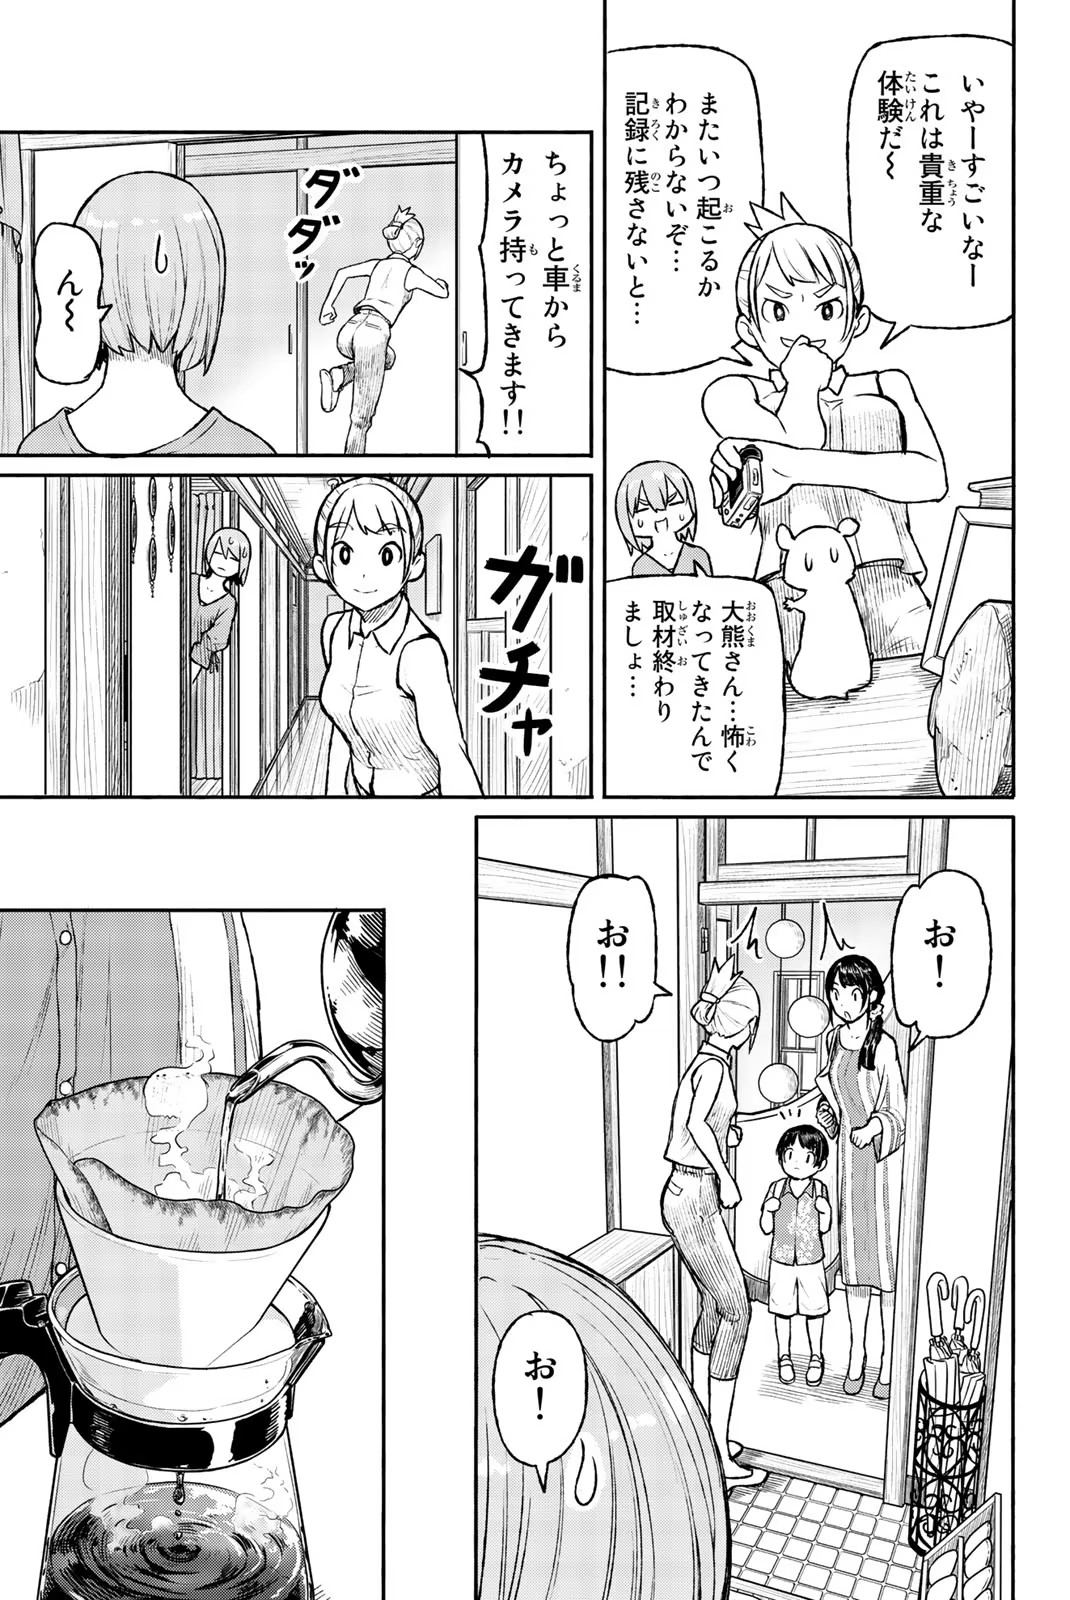 いやーすごいなー
これは貴重な
体験だ〜
またいつ起こるか
わからないぞ…
記録に残さないと…
大熊さん…怖く
なってきたんで
取材終わり
ましょ…
ちょっと車から
カメラ持ってきます!!
ダダダッ
ん〜
ガチャ
お!
お!!
お!